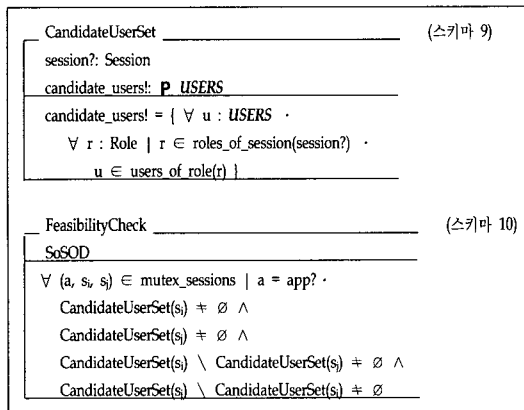 CandidateUserSet (스키마 9)
session?: Session
candidate_users!: P USERS
candidate_users! = { ∀ u : USERS ·
∀ r : Role | r ∈ roles_of_session(session?) ·
u ∈ users_of_role(r) }
FeasibilityCheck (스키마 10)
SoSOD
∀ (a, sᵢ, sⱼ) ∈ mutex_sessions | a = app? ·
CandidateUserSet(sᵢ) ≠ ∅ ∧
CandidateUserSet(sⱼ) ≠ ∅ ∧
CandidateUserSet(sᵢ) \ CandidateUserSet(sⱼ) ≠ ∅ ∧
CandidateUserSet(sᵢ) \ CandidateUserSet(sⱼ) ≠ ∅